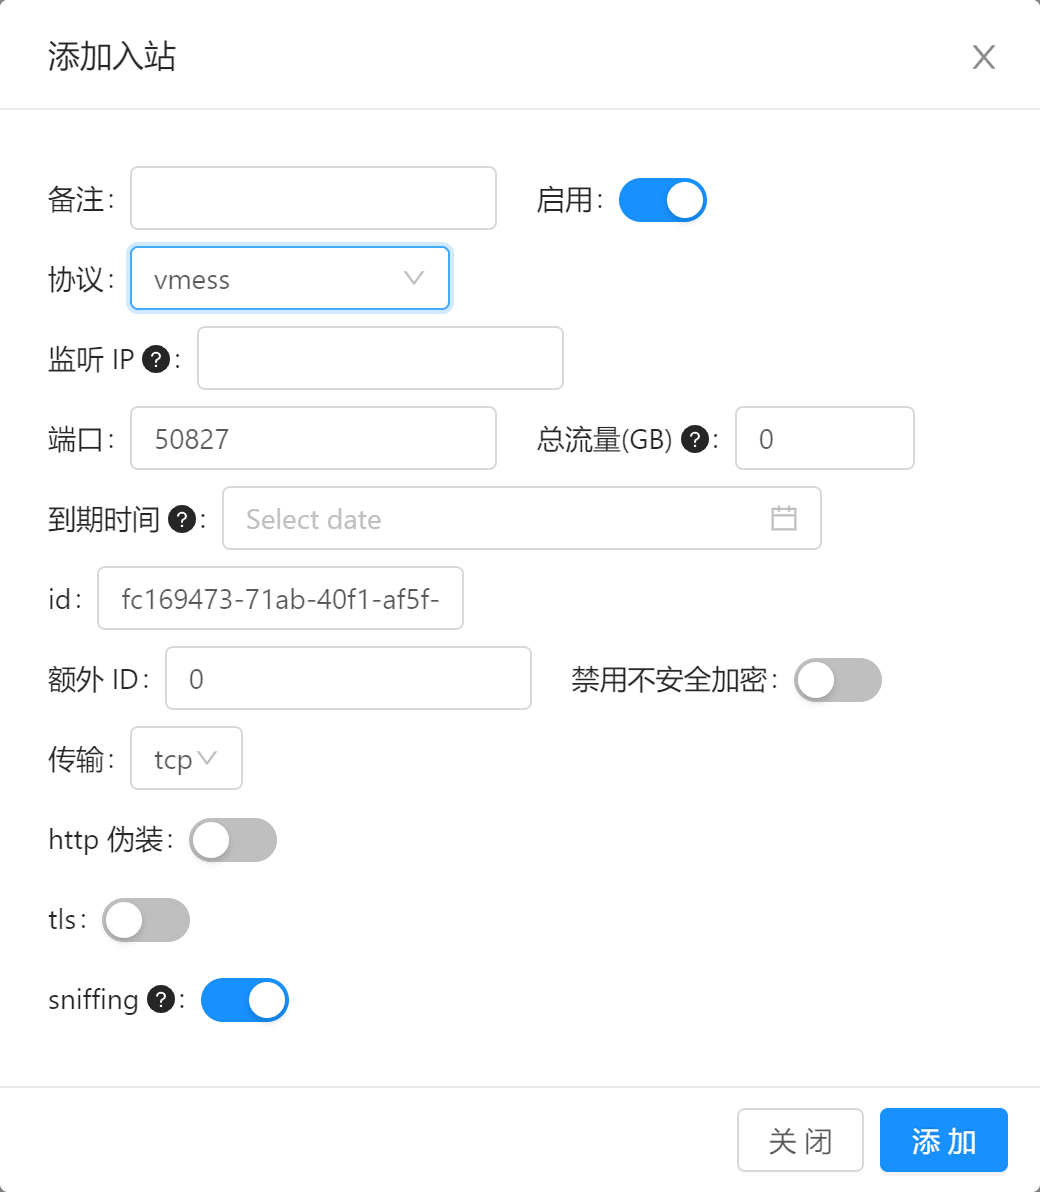 添加入站
备注:
启用:
协议: vmess
监听 IP ? :
端口: 50827
总流量(GB) ? : 0
到期时间 ? : Select date
id: fc169473-71ab-40f1-af5f-
额外 ID: 0
禁用不安全加密:
传输: tcp
http 伪装:
tls:
sniffing ? :
关 闭
添 加